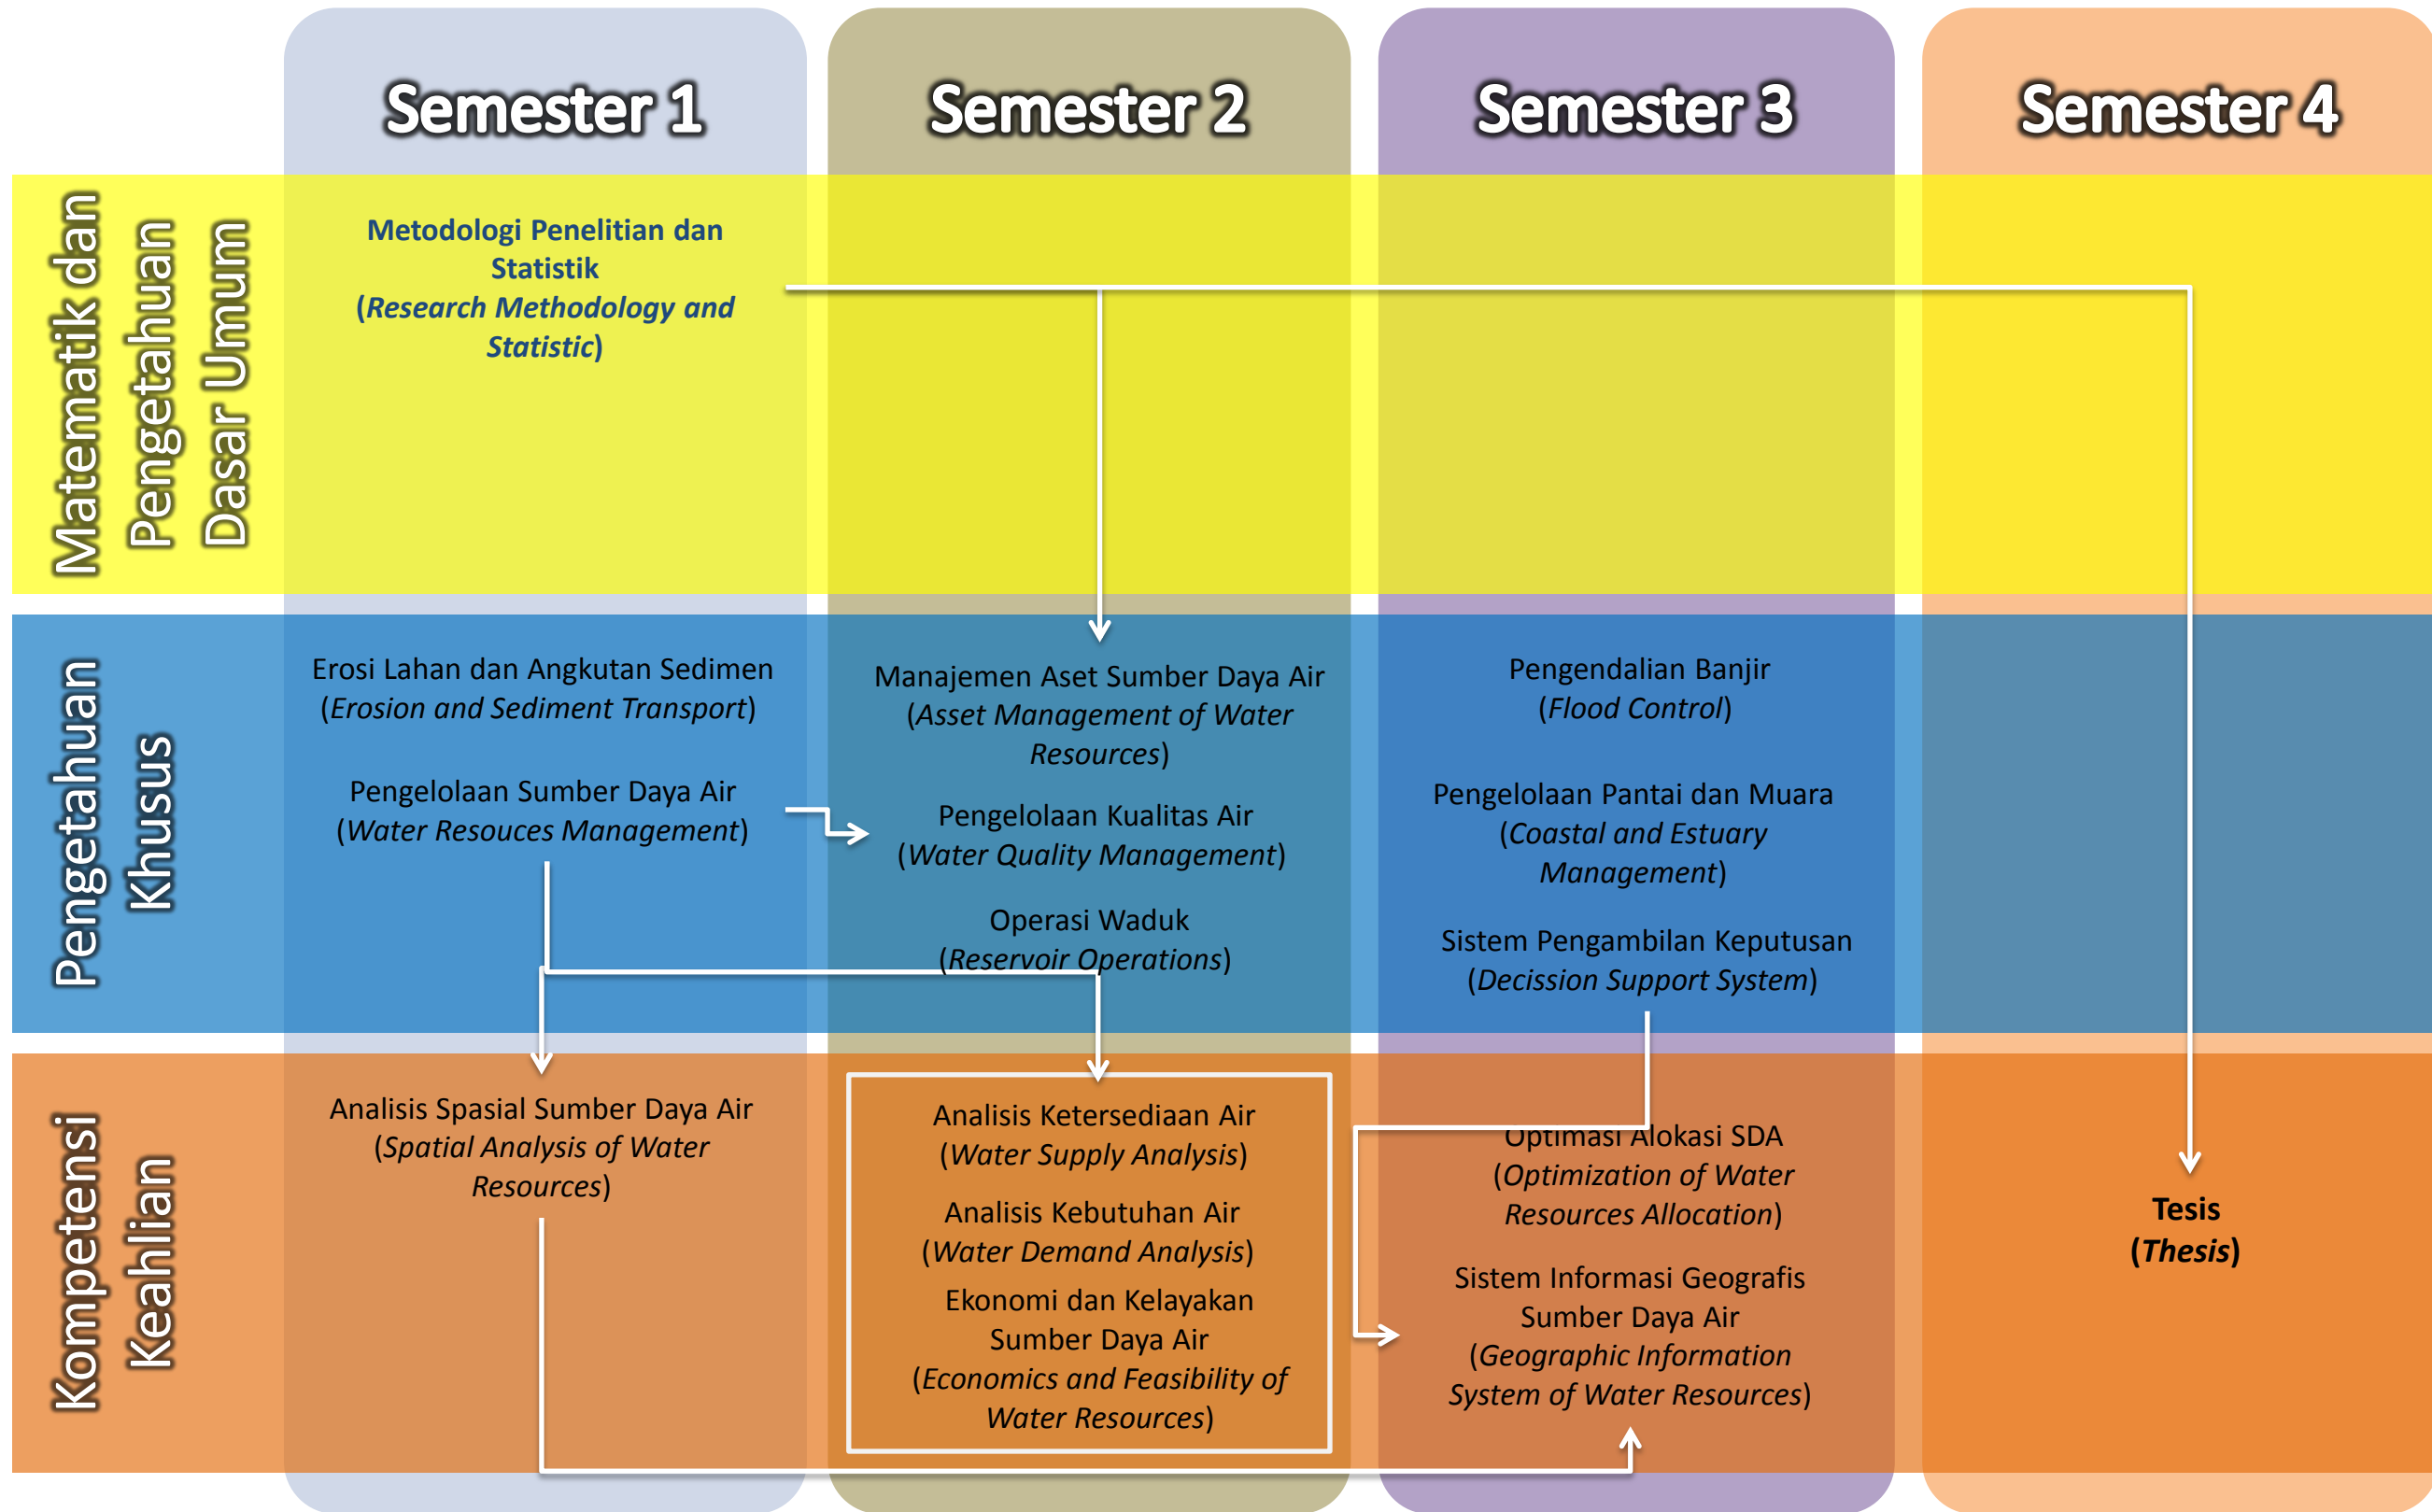 Semester 1
Semester 2
Semester 3
Semester 4
Matematik dan
Pengetahuan
Dasar Umum
Metodologi Penelitian dan
Statistik
(Research Methodology and
Statistic)
Pengetahuan
Khusus
Erosi Lahan dan Angkutan Sedimen
(Erosion and Sediment Transport)
Pengelolaan Sumber Daya Air
(Water Resouces Management)
Manajemen Aset Sumber Daya Air
(Asset Management of Water
Resources)
Pengelolaan Kualitas Air
(Water Quality Management)
Operasi Waduk
(Reservoir Operations)
Pengendalian Banjir
(Flood Control)
Pengelolaan Pantai dan Muara
(Coastal and Estuary
Management)
Sistem Pengambilan Keputusan
(Decission Support System)
Kompetensi
Keahlian
Analisis Spasial Sumber Daya Air
(Spatial Analysis of Water
Resources)
Analisis Ketersediaan Air
(Water Supply Analysis)
Analisis Kebutuhan Air
(Water Demand Analysis)
Ekonomi dan Kelayakan
Sumber Daya Air
(Economics and Feasibility of
Water Resources)
Optimasi Alokasi SDA
(Optimization of Water
Resources Allocation)
Sistem Informasi Geografis
Sumber Daya Air
(Geographic Information
System of Water Resources)
Tesis
(Thesis)